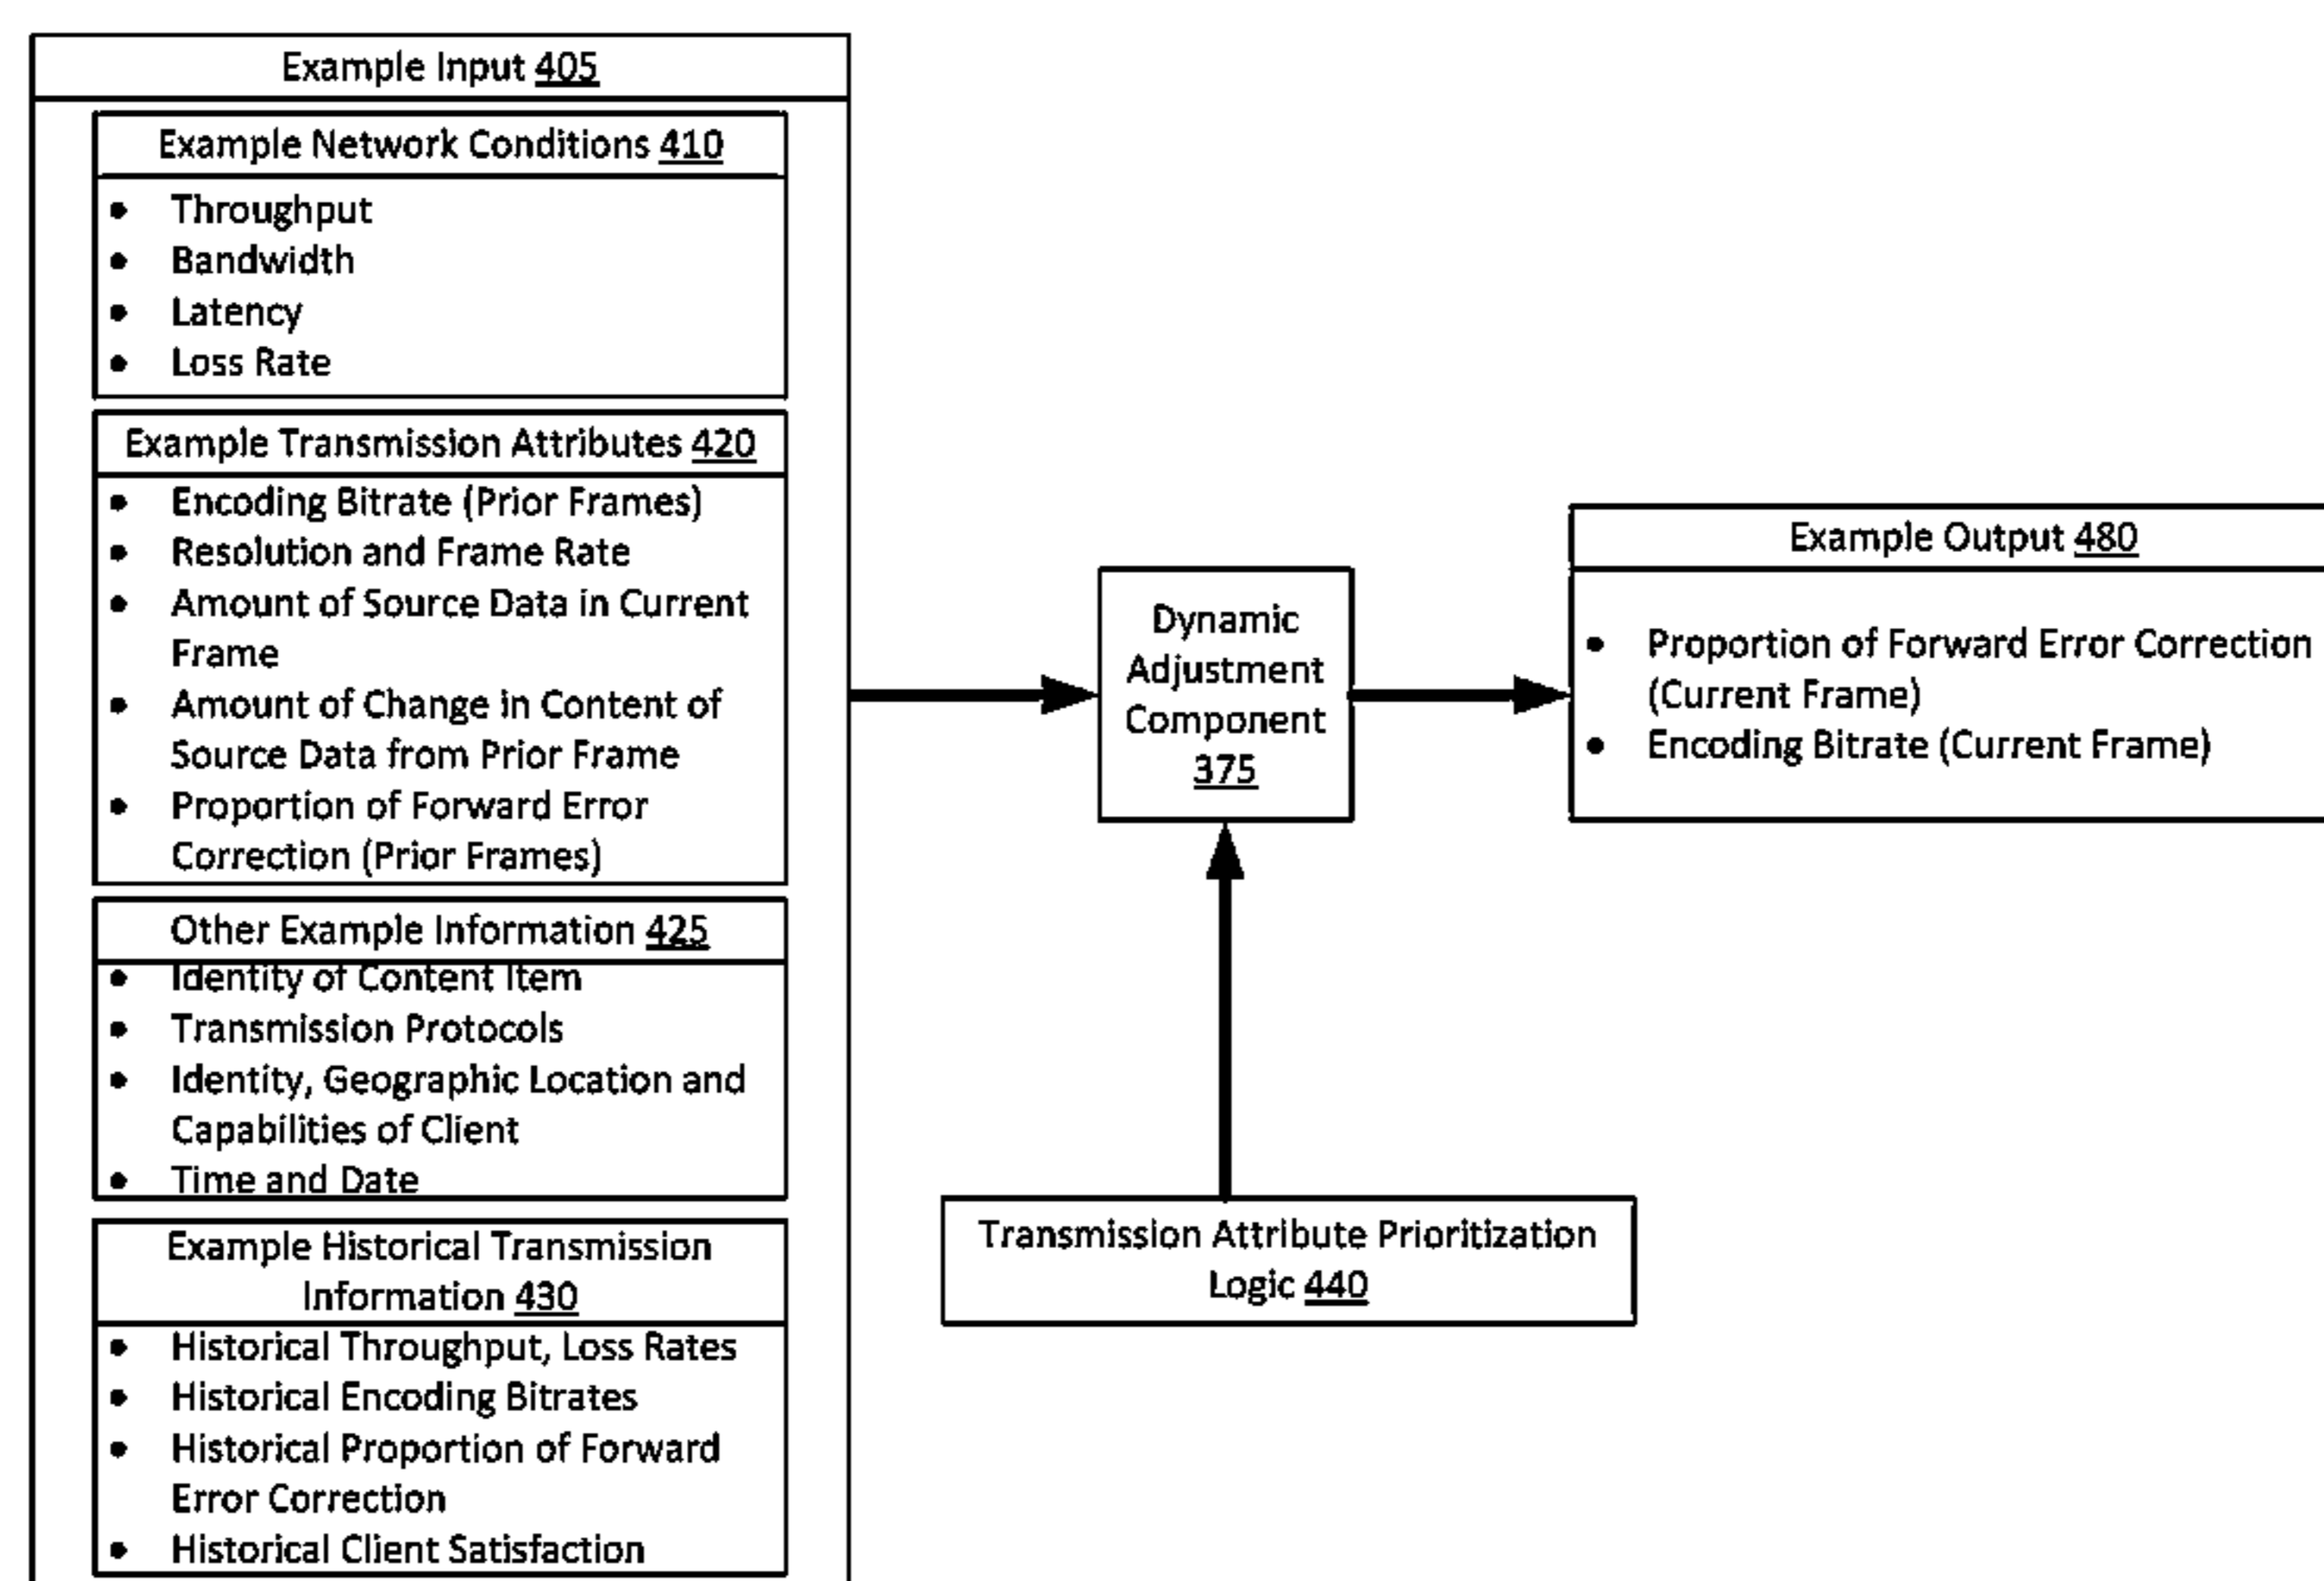 Example Input 405
Example Network Conditions 410
• Throughput
• Bandwidth
• Latency
• Loss Rate
Example Transmission Attributes 420
• Encoding Bitrate (Prior Frames)
• Resolution and Frame Rate
• Amount of Source Data in Current
Frame
• Amount of Change in Content of
Source Data from Prior Frame
• Proportion of Forward Error
Correction (Prior Frames)
Other Example Information 425
• Identity of Content Item
• Transmission Protocols
• Identity, Geographic Location and
Capabilities of Client
• Time and Date
Example Historical Transmission
Information 430
• Historical Throughput, Loss Rates
• Historical Encoding Bitrates
• Historical Proportion of Forward
Error Correction
• Historical Client Satisfaction
Dynamic
Adjustment
Component
375
Transmission Attribute Prioritization
Logic 440
Example Output 480
• Proportion of Forward Error Correction
(Current Frame)
• Encoding Bitrate (Current Frame)